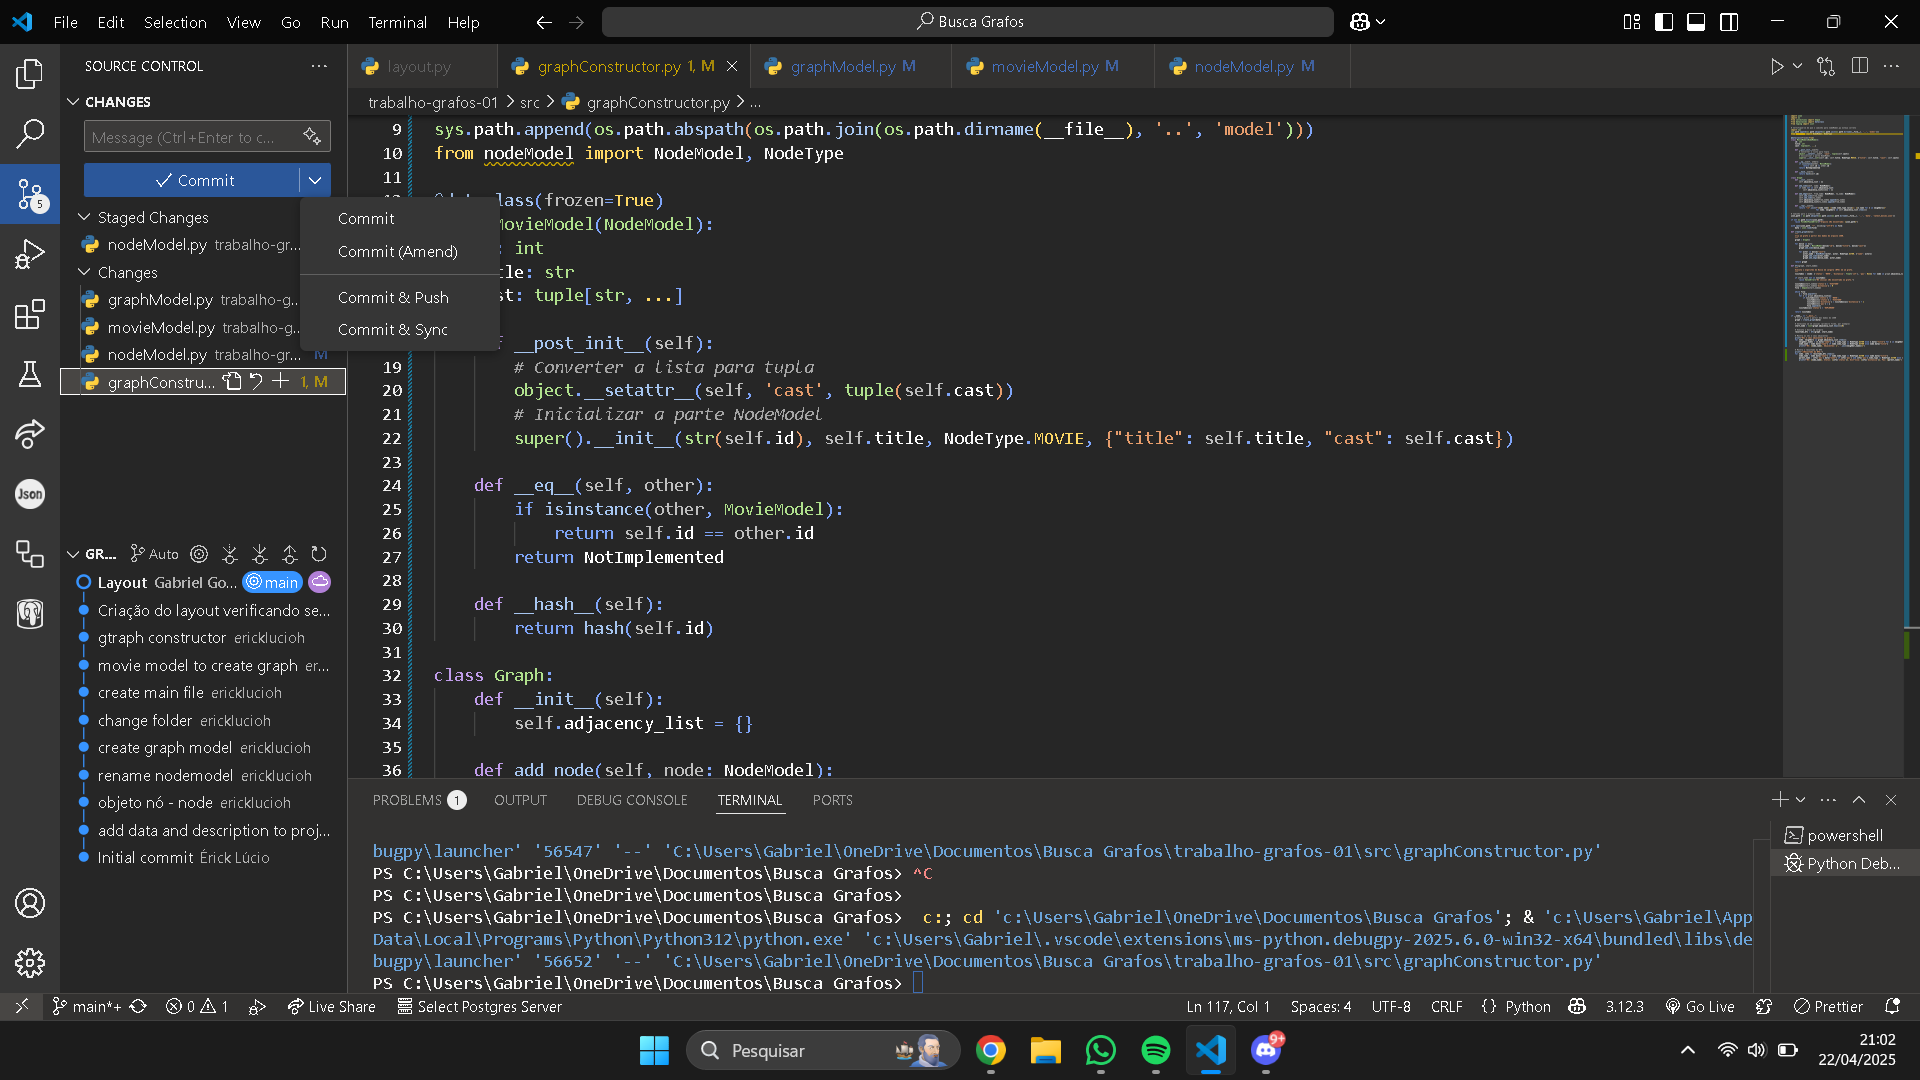 File Edit Selection View Go Run Terminal Help
Busca Grafos
SOURCE CONTROL
CHANGES
Message (Ctrl+Enter to c...
Commit
Staged Changes
nodeModel.py trabalho-gr...
Changes
graphModel.py trabalho-g...
movieModel.py trabalho-g...
nodeModel.py trabalho-gr... M
graphConstru... 1, M
5
Json
Commit
Commit (Amend)
Commit & Push
Commit & Sync
GR... Auto
Layout Gabriel Go... main
Criação do layout verificando se...
gtraph constructor ericklucioh
movie model to create graph er...
create main file ericklucioh
change folder ericklucioh
create graph model ericklucioh
rename nodemodel ericklucioh
objeto nó - node ericklucioh
add data and description to proj...
Initial commit Érick Lúcio
layout.py graphConstructor.py 1, M graphModel.py M movieModel.py M nodeModel.py M
trabalho-grafos-01 > src > graphConstructor.py > ...
9 sys.path.append(os.path.abspath(os.path.join(os.path.dirname(__file__), '..', 'model')))
10 from nodeModel import NodeModel, NodeType
11
lass(frozen=True)
MovieModel(NodeModel):
: int
tle: str
st: tuple[str, ...]
__post_init__(self):
19 # Converter a lista para tupla
20 object.__setattr__(self, 'cast', tuple(self.cast))
21 # Inicializar a parte NodeModel
22 super().__init__(str(self.id), self.title, NodeType.MOVIE, {"title": self.title, "cast": self.cast})
23
24 def __eq__(self, other):
25 if isinstance(other, MovieModel):
26 return self.id == other.id
27 return NotImplemented
28
29 def __hash__(self):
30 return hash(self.id)
31
32 class Graph:
33 def __init__(self):
34 self.adjacency_list = {}
35
36 def add_node(self, node: NodeModel):
PROBLEMS 1 OUTPUT DEBUG CONSOLE TERMINAL PORTS
powershell
Python Deb...
bugpy\launcher' '56547' '--' 'C:\Users\Gabriel\OneDrive\Documentos\Busca Grafos\trabalho-grafos-01\src\graphConstructor.py'
PS C:\Users\Gabriel\OneDrive\Documentos\Busca Grafos> ^C
PS C:\Users\Gabriel\OneDrive\Documentos\Busca Grafos>
PS C:\Users\Gabriel\OneDrive\Documentos\Busca Grafos> c:; cd 'c:\Users\Gabriel\OneDrive\Documentos\Busca Grafos'; & 'c:\Users\Gabriel\App
Data\Local\Programs\Python\Python312\python.exe' 'c:\Users\Gabriel\.vscode\extensions\ms-python.debugpy-2025.6.0-win32-x64\bundled\libs\de
bugpy\launcher' '56652' '--' 'C:\Users\Gabriel\OneDrive\Documentos\Busca Grafos\trabalho-grafos-01\src\graphConstructor.py'
PS C:\Users\Gabriel\OneDrive\Documentos\Busca Grafos>
main*+ 0 1 Live Share Select Postgres Server Ln 117, Col 1 Spaces: 4 UTF-8 CRLF {} Python 3.12.3 Go Live Prettier
Pesquisar
9+
21:02
22/04/2025